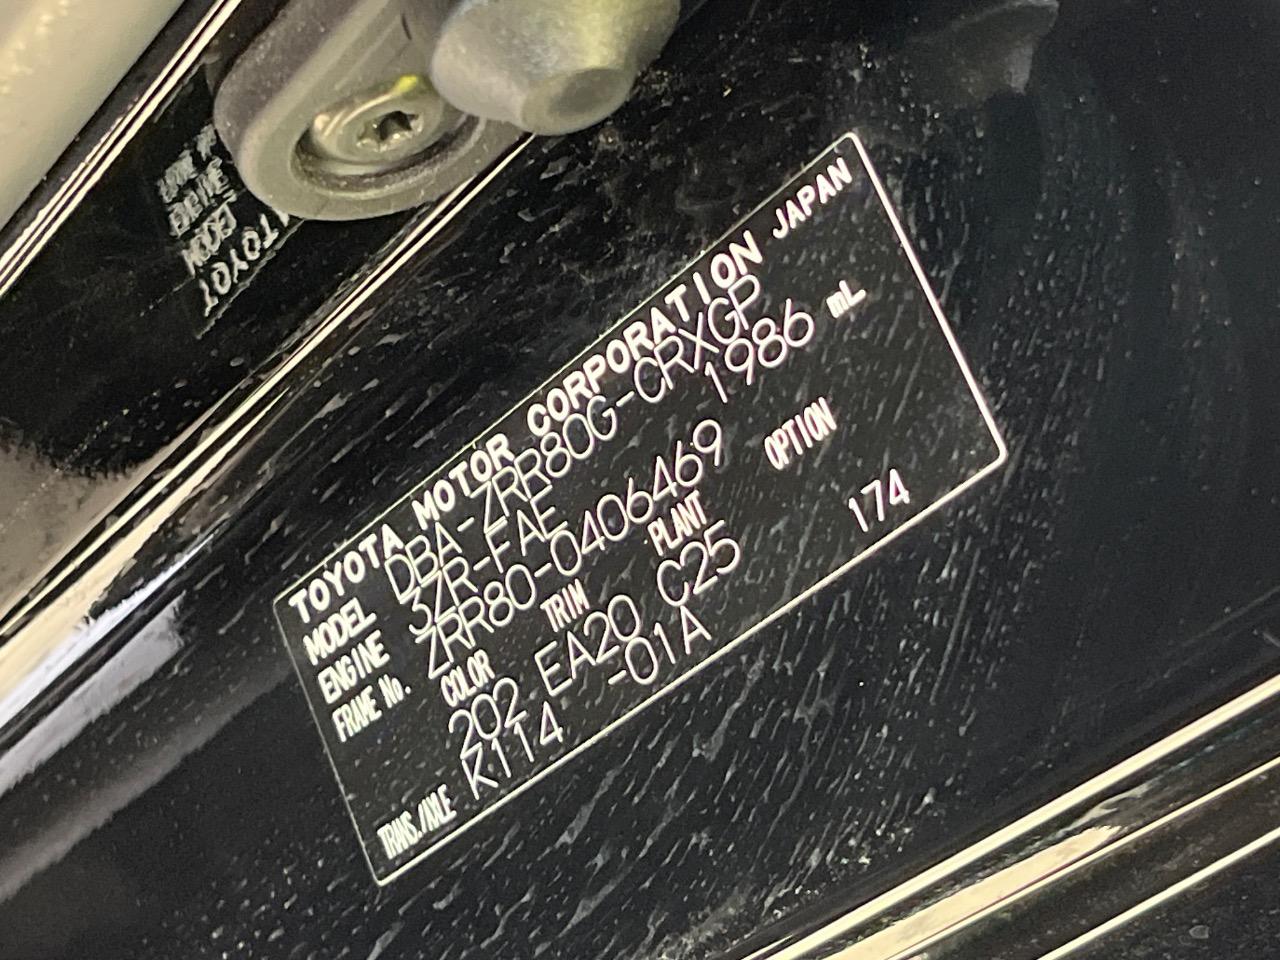 TOYOTA MOTOR CORPORATION JAPAN
MODEL DBA-ZRR80G-CRXGP
ENGINE 3ZR-FAE 1986 mL
FRAME No. ZRR80-0406469
COLOR TRIM PLANT OPTION
202 EA20 C25 174
TRANS./AXLE K114 -01A